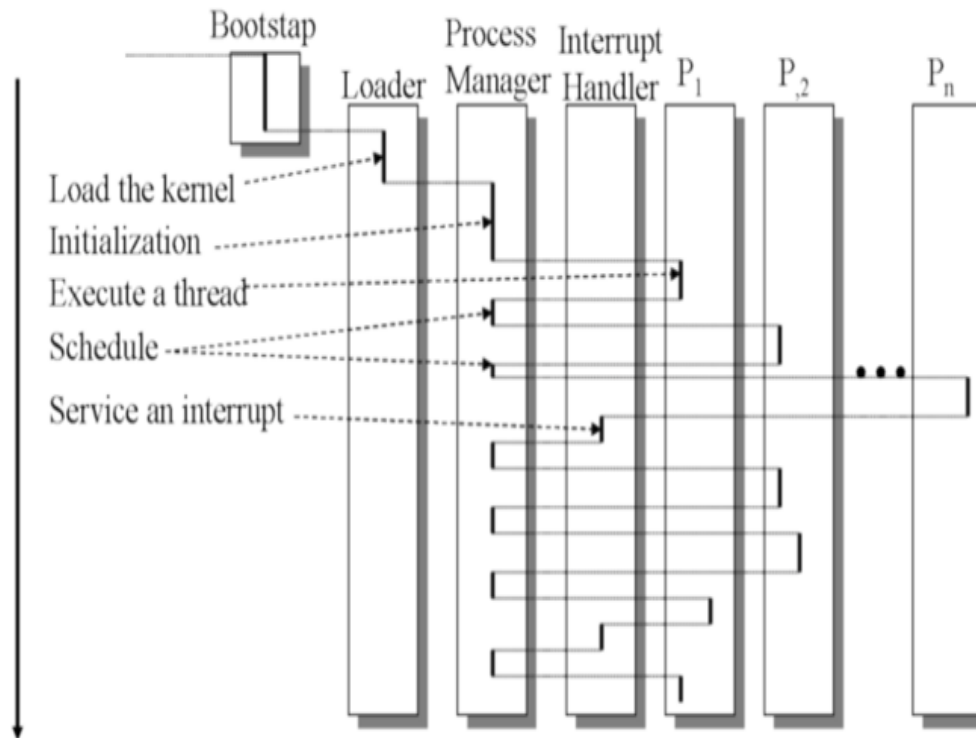 Bootstap
Process
Manager
Interrupt
Handler
Loader
P1
P,2
Pn
Load the kernel
Initialization
Execute a thread
Schedule
Service an interrupt